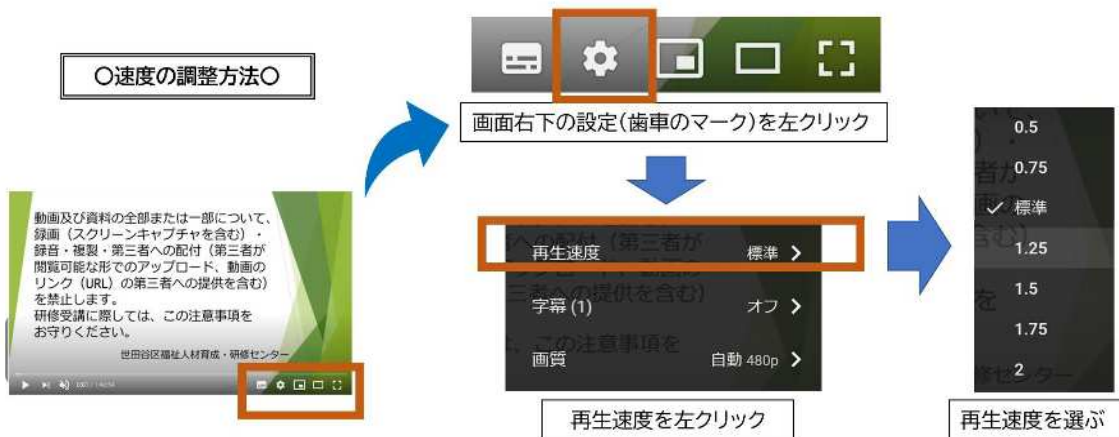 〇速度の調整方法〇
動画及び資料の全部または一部について、
録画（スクリーンキャプチャを含む）・
録音・複製・第三者への配付（第三者が
閲覧可能な形でのアップロード、動画の
リンク（URL）の第三者への提供を含む）
を禁止します。
研修受講に際しては、この注意事項を
お守りください。
世田谷区福祉人材育成・研修センター
画面右下の設定(歯車のマーク)を左クリック
再生速度 標準
字幕 (1) オフ
画質 自動 480p
再生速度を左クリック
0.5
0.75
標準
1.25
1.5
1.75
2
再生速度を選ぶ